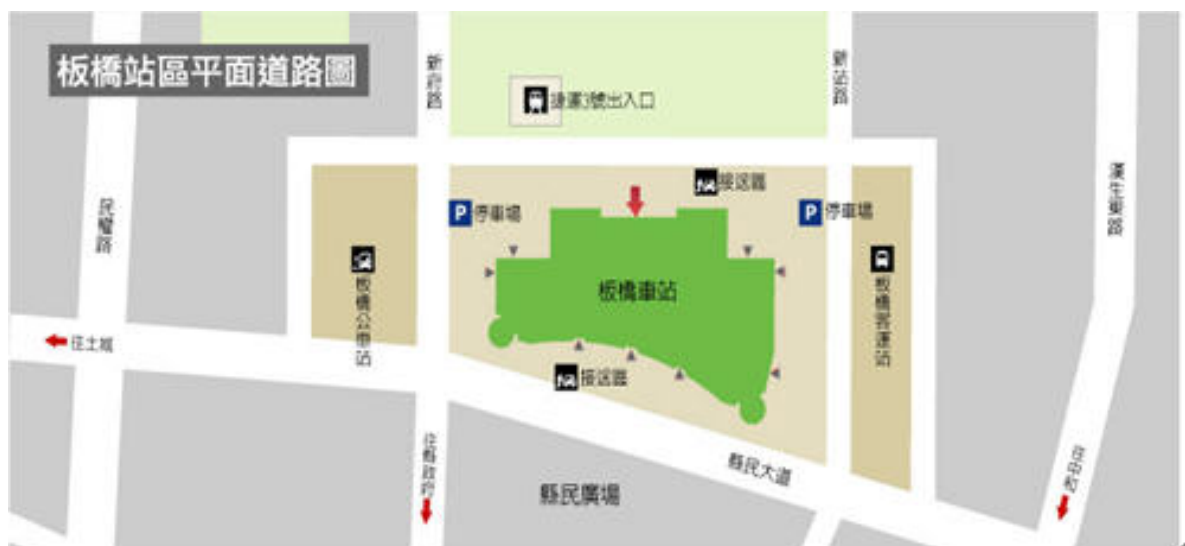 板橋站區平面道路圖
新府路
新站路
捷運3號出入口
漢生東路
民權路
接送區
P 停車場
P 停車場
板橋車站
板橋公車站
板橋客運站
往土城
接送區
往縣政府
縣民大道
縣民廣場
往中和